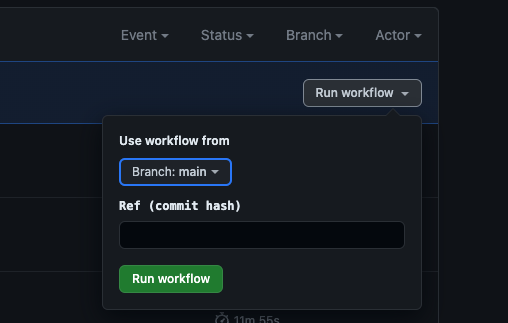 Event Status Branch Actor
Run workflow
Use workflow from
Branch: main
Ref (commit hash)
Run workflow
11m 55s